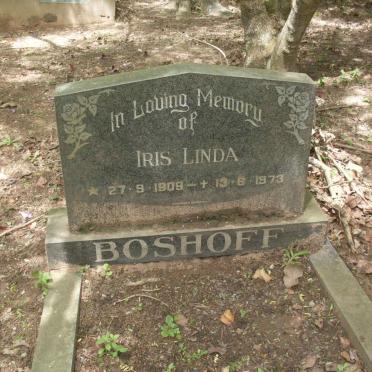 In Loving Memory
of
IRIS LINDA
★ 27-9-1909 - ✝ 13-6-1973
BOSHOFF